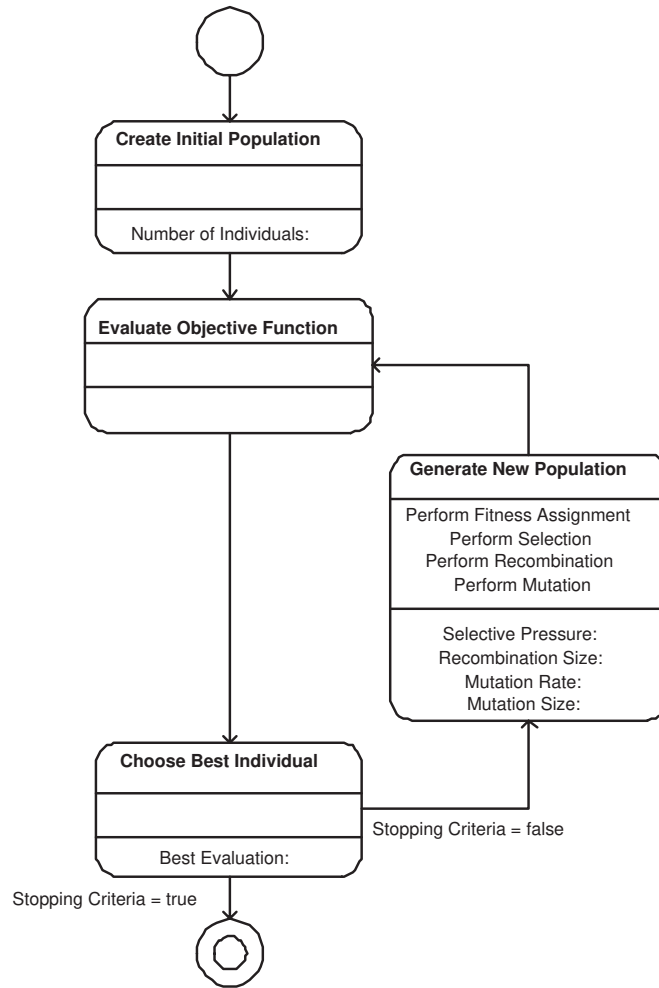 Create Initial Population
Number of Individuals:
Evaluate Objective Function
Generate New Population
Perform Fitness Assignment
Perform Selection
Perform Recombination
Perform Mutation
Selective Pressure:
Recombination Size:
Mutation Rate:
Mutation Size:
Choose Best Individual
Stopping Criteria = false
Best Evaluation:
Stopping Criteria = true